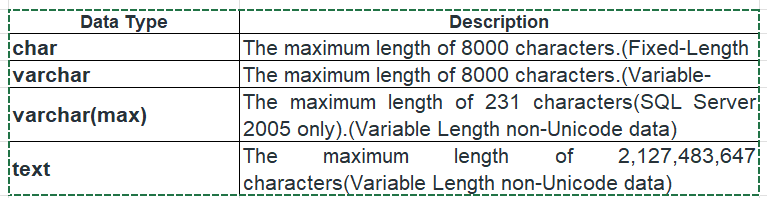 Data Type Description
char The maximum length of 8000 characters.(Fixed-Length
varchar The maximum length of 8000 characters.(Variable-
varchar(max) The maximum length of 231 characters(SQL Server
2005 only).(Variable Length non-Unicode data)
text The maximum length of 2,127,483,647
characters(Variable Length non-Unicode data)